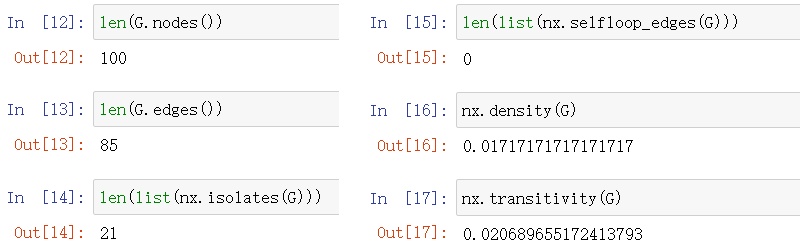 In [12]: len(G.nodes())
Out[12]: 100
In [13]: len(G.edges())
Out[13]: 85
In [14]: len(list(nx.isolates(G)))
Out[14]: 21
In [15]: len(list(nx.selfloop_edges(G)))
Out[15]: 0
In [16]: nx.density(G)
Out[16]: 0.01717171717171717
In [17]: nx.transitivity(G)
Out[17]: 0.020689655172413793